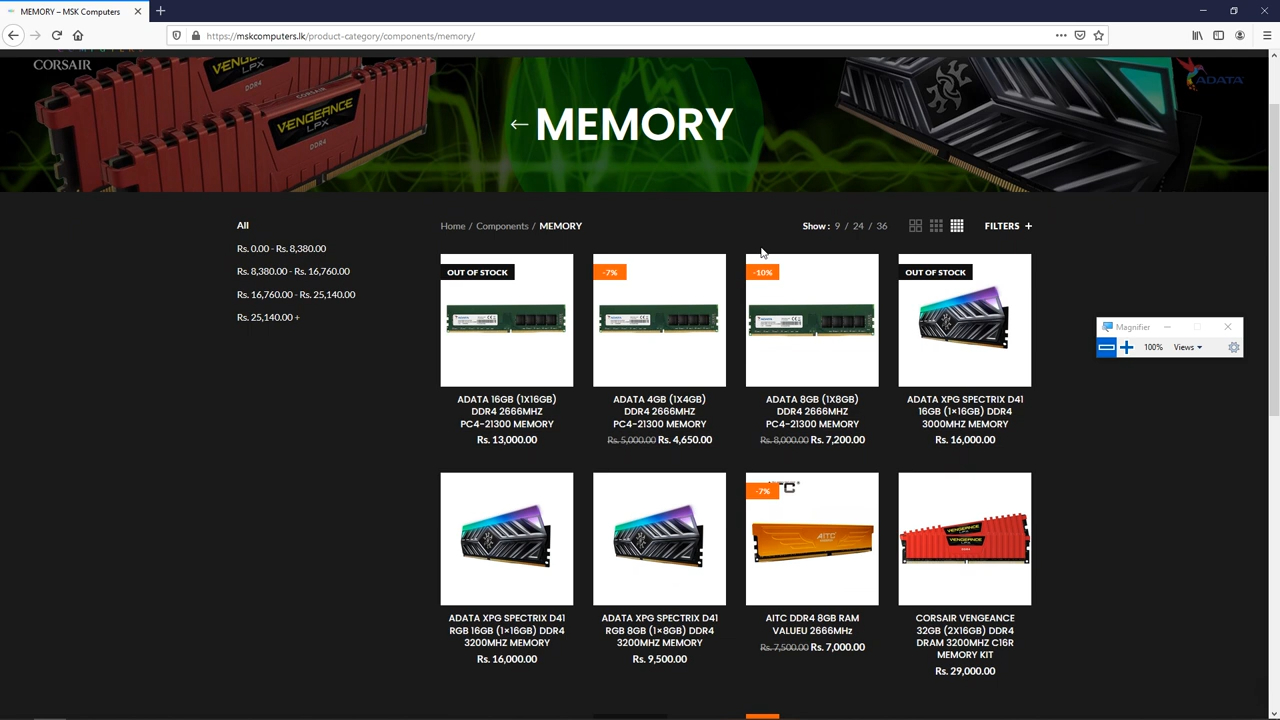 MEMORY – MSK Computers
https://mskcomputers.lk/product-category/components/memory/
CORSAIR
VENGEANCE
LPX
DDR4
VENGEANCE
DDR4
ADATA
MEMORY
All
Rs. 0.00 - Rs. 8,380.00
Rs. 8,380.00 - Rs. 16,760.00
Rs. 16,760.00 - Rs. 25,140.00
Rs. 25,140.00 +
Home / Components / MEMORY
Show : 9 / 24 / 36
FILTERS +
OUT OF STOCK
-7%
-10%
OUT OF STOCK
ADATA 16GB (1X16GB)
DDR4 2666MHZ
PC4-21300 MEMORY
Rs. 13,000.00
ADATA 4GB (1X4GB)
DDR4 2666MHZ
PC4-21300 MEMORY
Rs. 5,000.00 Rs. 4,650.00
ADATA 8GB (1X8GB)
DDR4 2666MHZ
PC4-21300 MEMORY
Rs. 8,000.00 Rs. 7,200.00
ADATA XPG SPECTRIX D41
16GB (1×16GB) DDR4
3000MHZ MEMORY
Rs. 16,000.00
Magnifier
100%
Views
-7%
AITC
VENGEANCE
VENGEANCE
ADATA XPG SPECTRIX D41
RGB 16GB (1×16GB) DDR4
3200MHZ MEMORY
Rs. 16,000.00
ADATA XPG SPECTRIX D41
RGB 8GB (1×8GB) DDR4
3200MHZ MEMORY
Rs. 9,500.00
AITC DDR4 8GB RAM
VALUEU 2666MHz
Rs. 7,500.00 Rs. 7,000.00
CORSAIR VENGEANCE
32GB (2X16GB) DDR4
DRAM 3200MHZ C16R
MEMORY KIT
Rs. 29,000.00